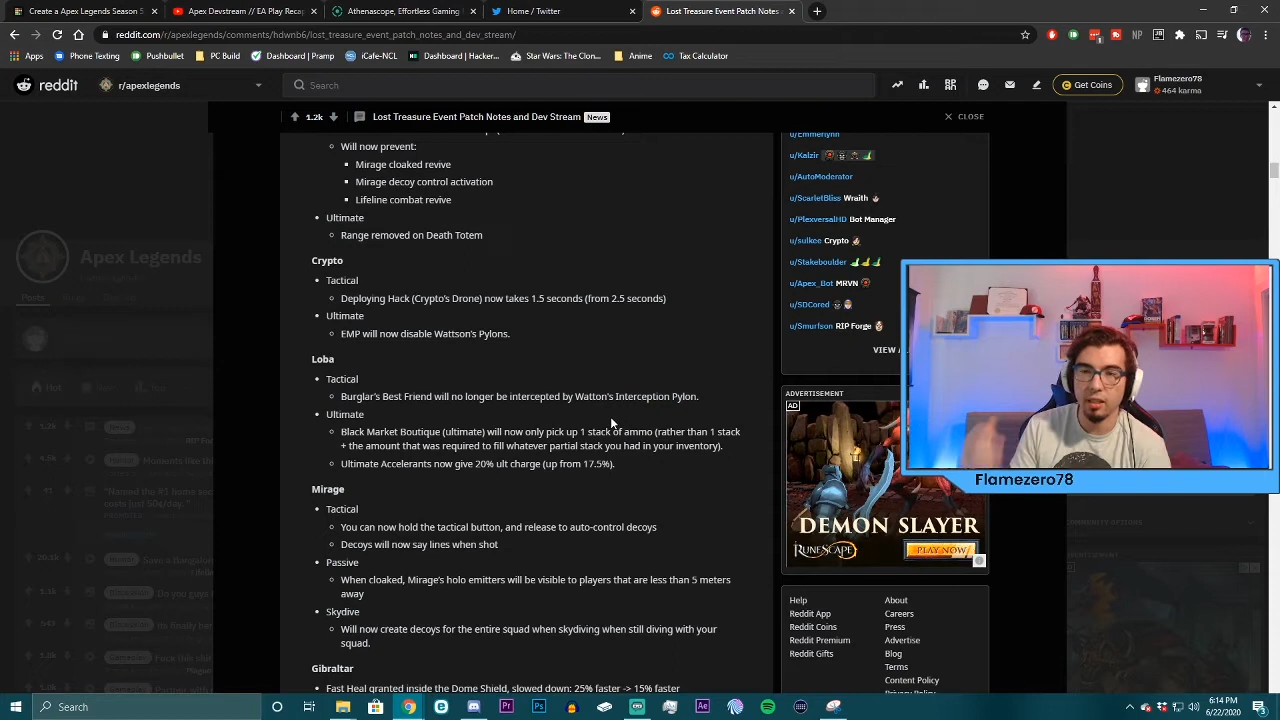 Create a Apex Legends Season 5
Apex Devstream // EA Play Recap
Athenascope, Effortless Gaming
Home / Twitter
Lost Treasure Event Patch Notes
reddit.com/r/apexlegends/comments/hdwnb6/lost_treasure_event_patch_notes_and_dev_stream/
Apps
Phone Texting
Pushbullet
PC Build
Dashboard | Pramp
iCafe-NCL
Dashboard | Hacker...
Star Wars: The Clon...
Anime
Tax Calculator
reddit
r/apexlegends
Search
Get Coins
Flamezero78
464 karma
1.2k
Lost Treasure Event Patch Notes and Dev Stream
News
CLOSE
Apex Legends
Posts
Hot
Will now prevent:
Mirage cloaked revive
Mirage decoy control activation
Lifeline combat revive
Ultimate
Range removed on Death Totem
Crypto
Tactical
Deploying Hack (Crypto's Drone) now takes 1.5 seconds (from 2.5 seconds)
Ultimate
EMP will now disable Wattson's Pylons.
Loba
Tactical
Burglar's Best Friend will no longer be intercepted by Watton's Interception Pylon.
Ultimate
Black Market Boutique (ultimate) will now only pick up 1 stack of ammo (rather than 1 stack
+ the amount that was required to fill whatever partial stack you had in your inventory).
Ultimate Accelerants now give 20% ult charge (up from 17.5%).
Mirage
Tactical
You can now hold the tactical button, and release to auto-control decoys
Decoys will now say lines when shot
Passive
When cloaked, Mirage's holo emitters will be visible to players that are less than 5 meters
away
Skydive
Will now create decoys for the entire squad when skydiving when still diving with your
squad.
Gibraltar
Fast Heal granted inside the Dome Shield, slowed down: 25% faster -> 15% faster
u/Emmerlynn
u/Kalzir
u/AutoModerator
u/ScarletBliss Wraith
u/PlexversalHD Bot Manager
u/sulkee Crypto
u/Stakeboulder
u/Apex_Bot MRVN
u/SDCored
u/Smurfson RIP Forge
VIEW A
ADVERTISEMENT
AD
DEMON SLAYER
RUNESCAPE
PLAY NOW
Help
Reddit App
Reddit Coins
Reddit Premium
Reddit Gifts
About
Careers
Press
Advertise
Blog
Terms
Content Policy
Privacy Policy
Flamezero78
COMMUNITY OPTIONS
Search
6:14 PM
6/22/2020